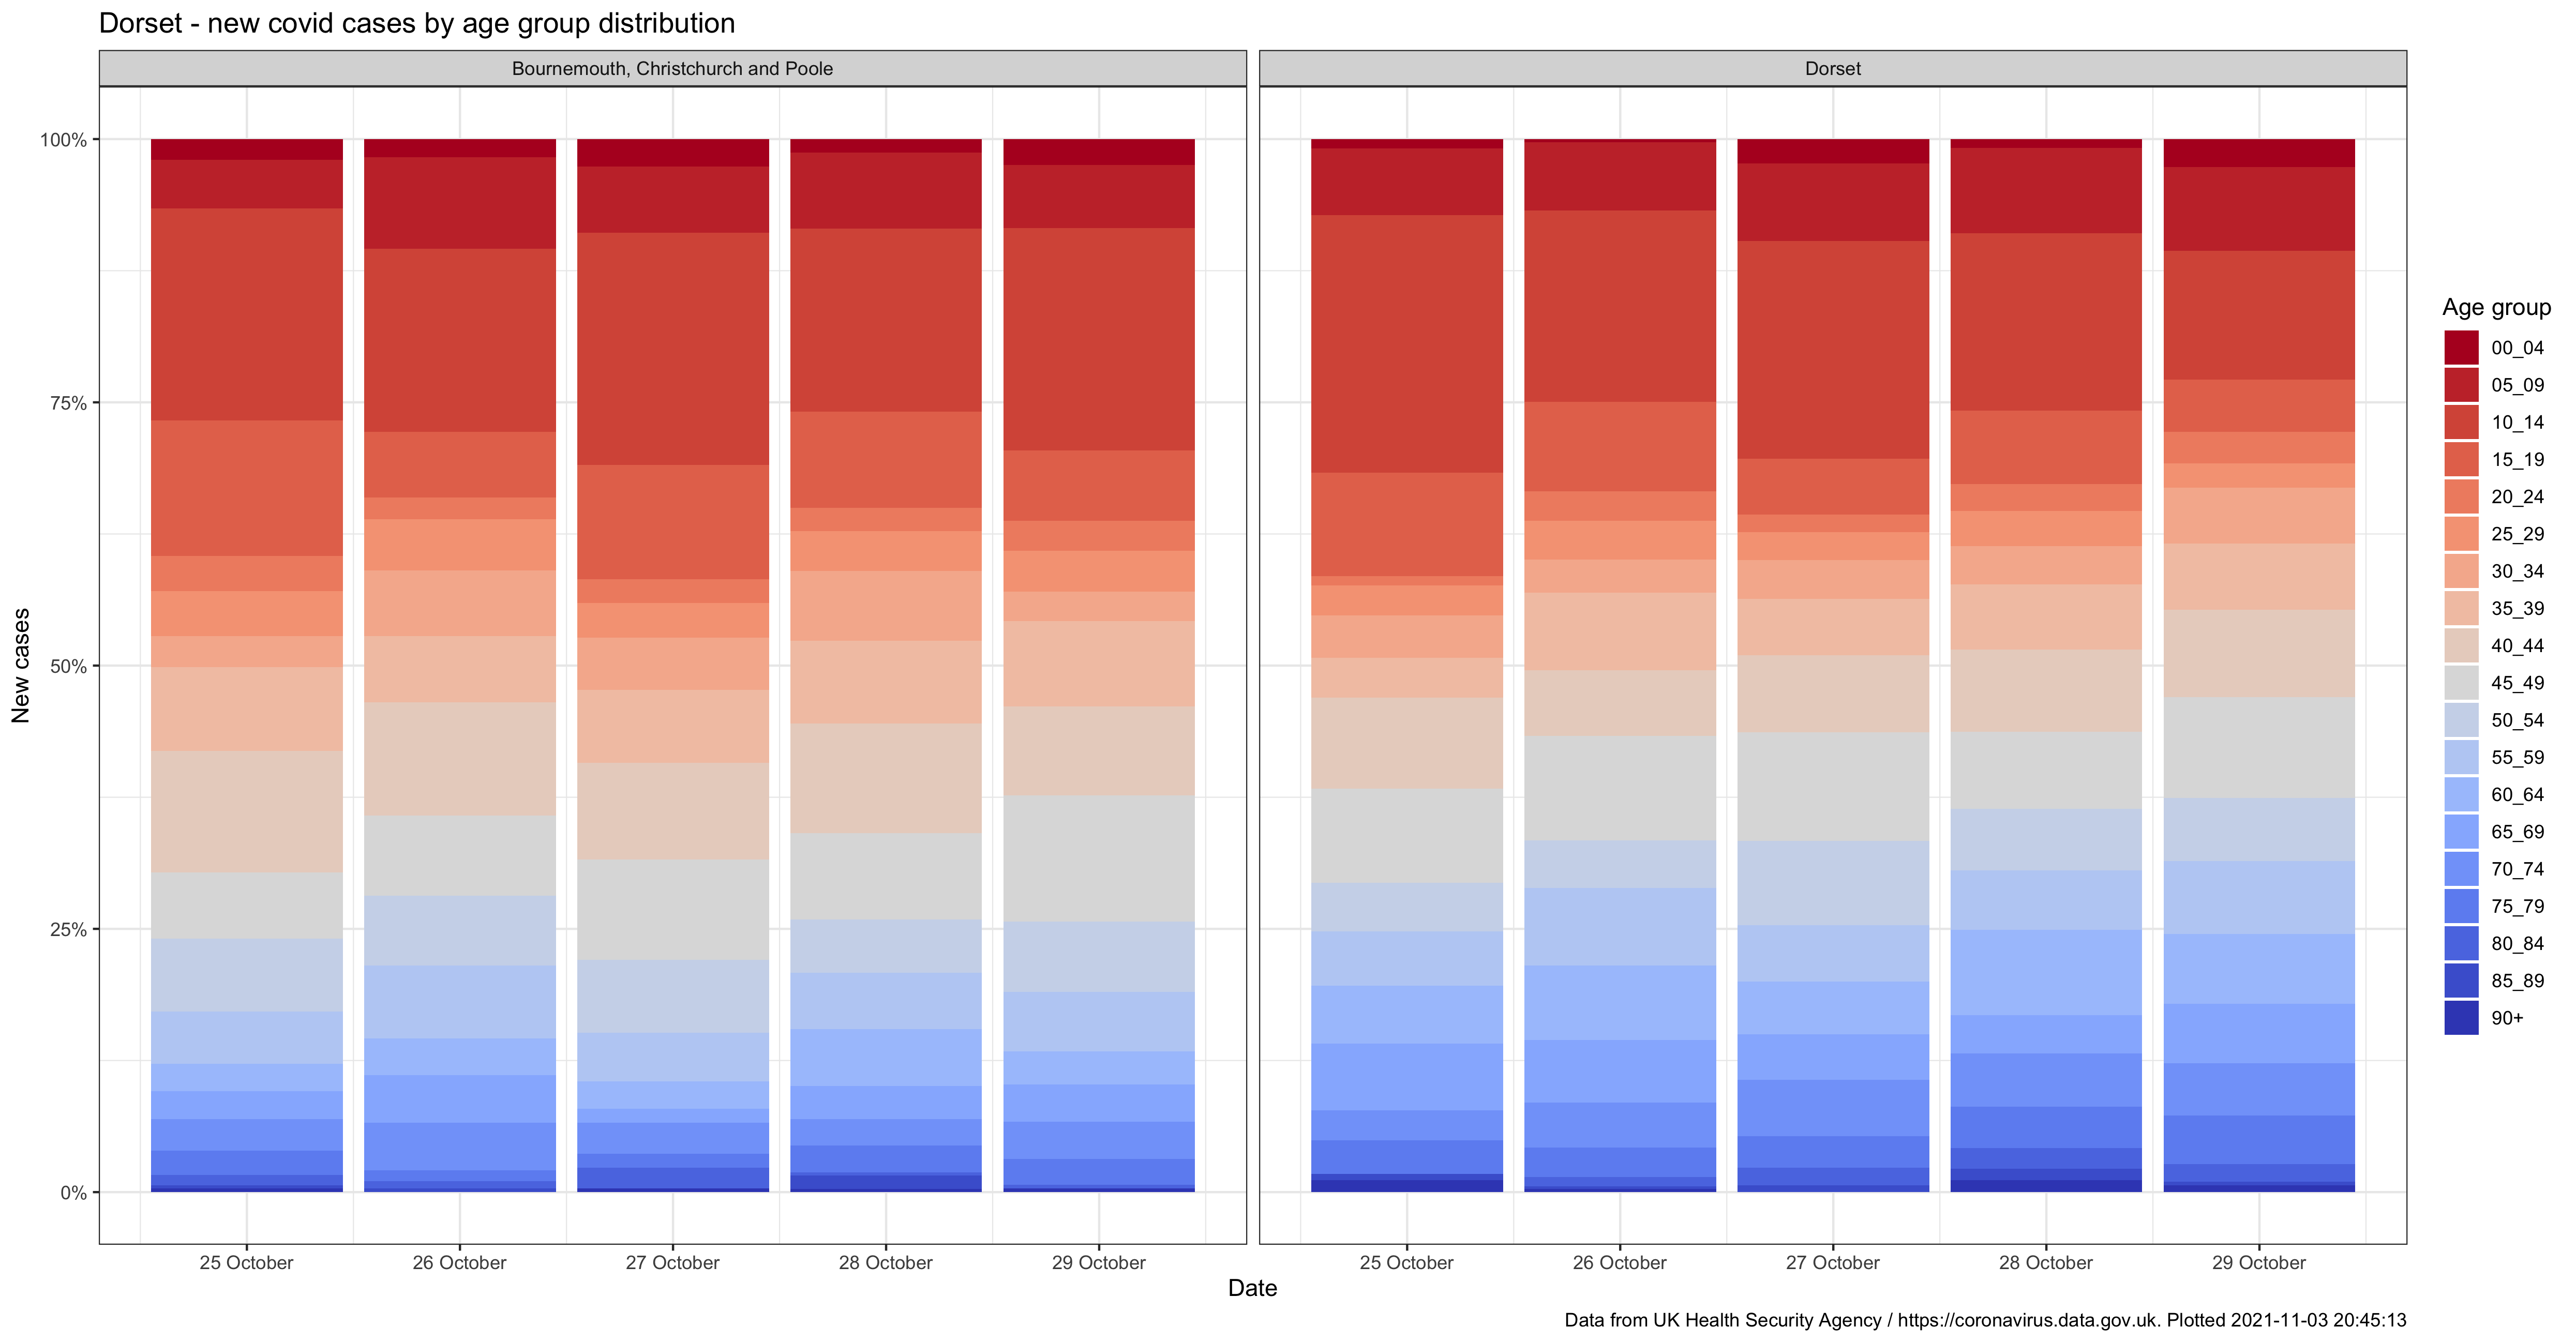 Dorset - new covid cases by age group distribution
Bournemouth, Christchurch and Poole
Dorset
100%
75%
50%
25%
0%
New cases
25 October
26 October
27 October
28 October
29 October
25 October
26 October
27 October
28 October
29 October
Date
Age group
00_04
05_09
10_14
15_19
20_24
25_29
30_34
35_39
40_44
45_49
50_54
55_59
60_64
65_69
70_74
75_79
80_84
85_89
90+
Data from UK Health Security Agency / https://coronavirus.data.gov.uk. Plotted 2021-11-03 20:45:13